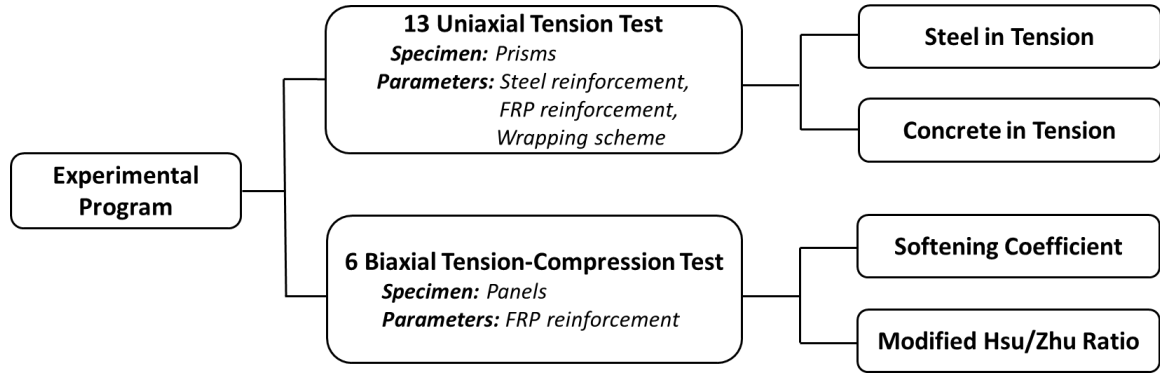 Experimental
Program
13 Uniaxial Tension Test
Specimen: Prisms
Parameters: Steel reinforcement,
FRP reinforcement,
Wrapping scheme
Steel in Tension
Concrete in Tension
6 Biaxial Tension-Compression Test
Specimen: Panels
Parameters: FRP reinforcement
Softening Coefficient
Modified Hsu/Zhu Ratio